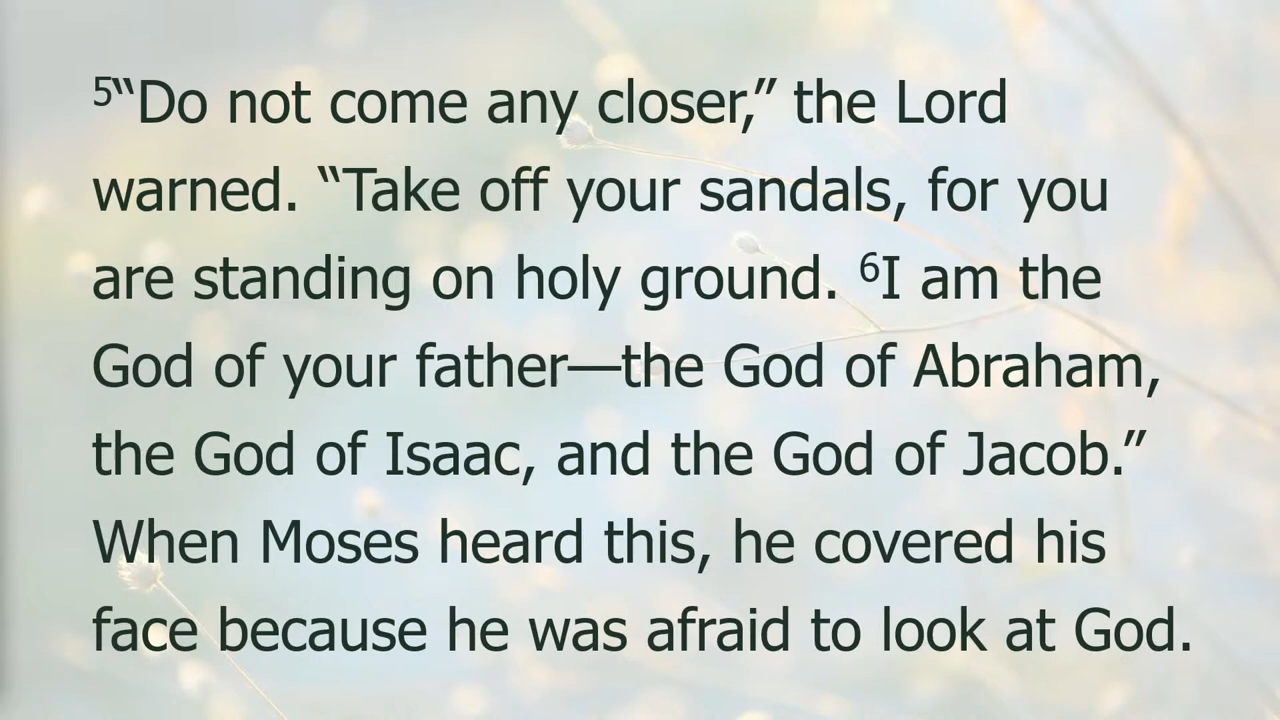 ⁵“Do not come any closer,” the Lord
warned. “Take off your sandals, for you
are standing on holy ground. ⁶I am the
God of your father—the God of Abraham,
the God of Isaac, and the God of Jacob.”
When Moses heard this, he covered his
face because he was afraid to look at God.